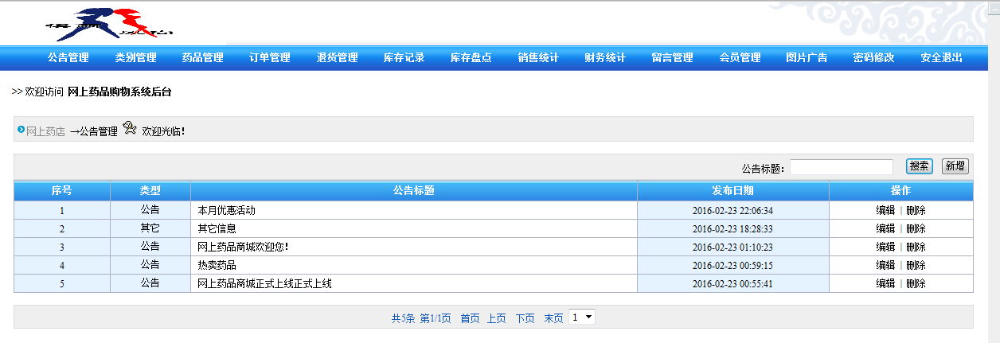 公告管理 类别管理 药品管理 订单管理 退货管理 库存记录 库存盘点 销售统计 财务统计 留言管理 会员管理 图片广告 密码修改 安全退出
>> 欢迎访问 网上药品购物系统后台
网上药店 →公告管理 欢迎光临!
公告标题: 搜索 新增
序号 类型 公告标题 发布日期 操作
1 公告 本月优惠活动 2016-02-23 22:06:34 编辑 | 删除
2 其它 其它信息 2016-02-23 18:28:33 编辑 | 删除
3 公告 网上药品商城欢迎您! 2016-02-23 01:10:23 编辑 | 删除
4 公告 热卖药品 2016-02-23 00:59:15 编辑 | 删除
5 公告 网上药品商城正式上线正式上线 2016-02-23 00:55:41 编辑 | 删除
共5条 第1/1页 首页 上页 下页 末页 1